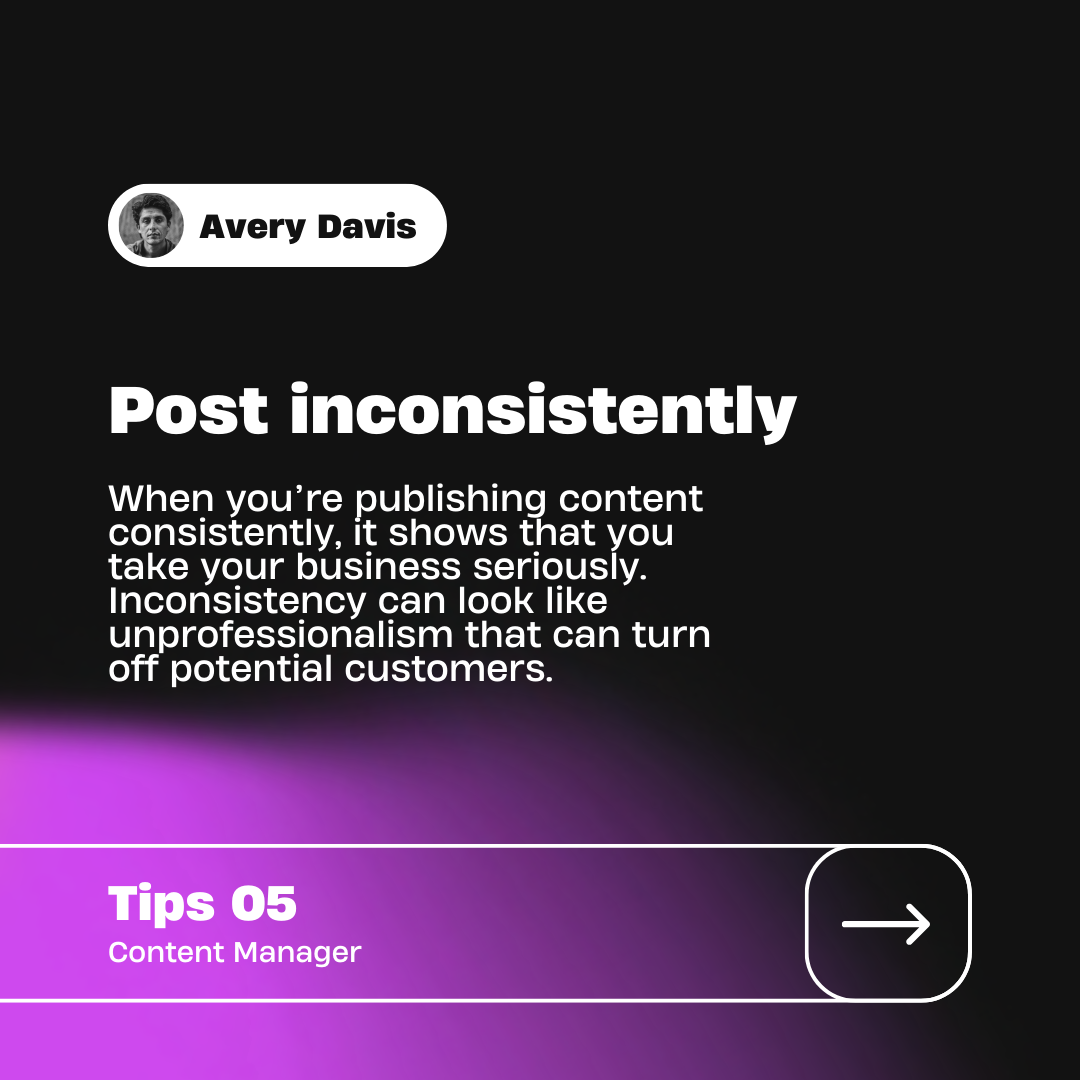 Avery Davis
Post inconsistently
When you’re publishing content
consistently, it shows that you
take your business seriously.
Inconsistency can look like
unprofessionalism that can turn
off potential customers.
Tips 05
Content Manager